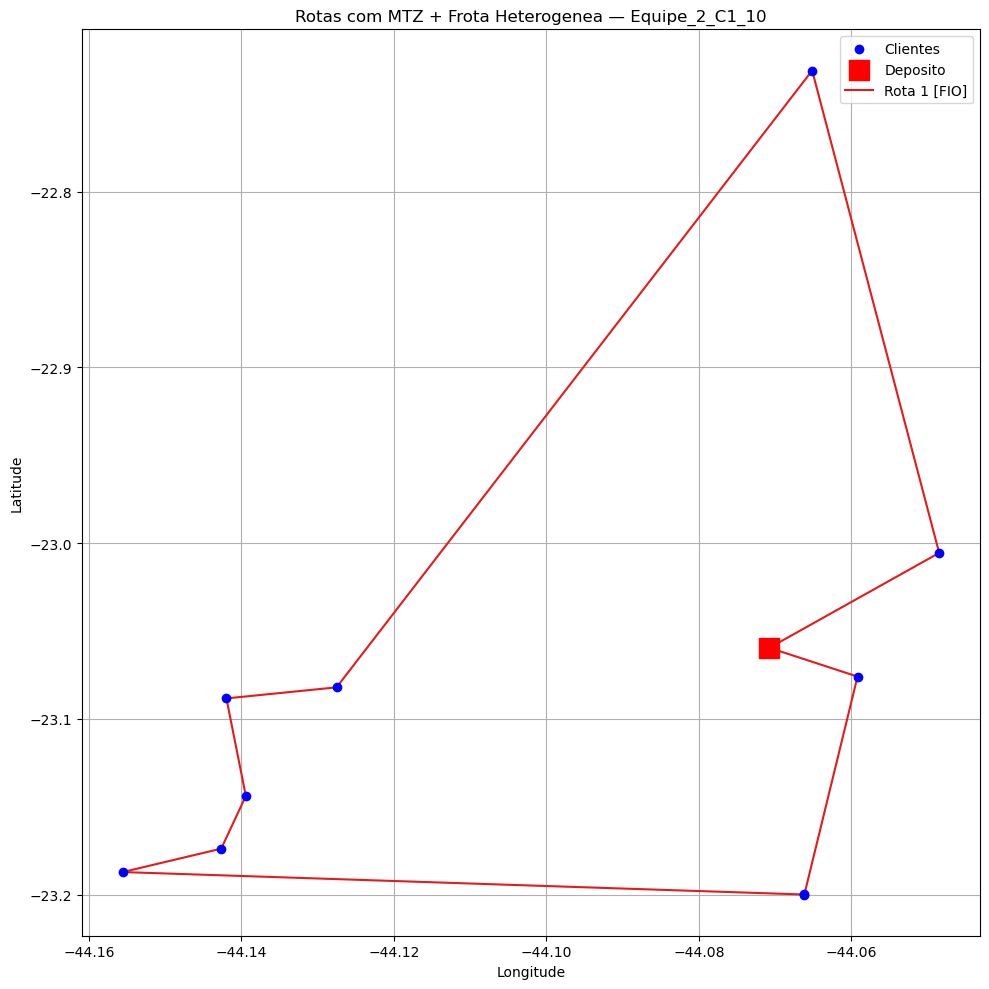 Rotas com MTZ + Frota Heterogenea — Equipe_2_C1_10
Clientes
Deposito
Rota 1 [FIO]
Latitude
−22.8
−22.9
−23.0
−23.1
−23.2
−44.16
−44.14
−44.12
−44.10
−44.08
−44.06
Longitude